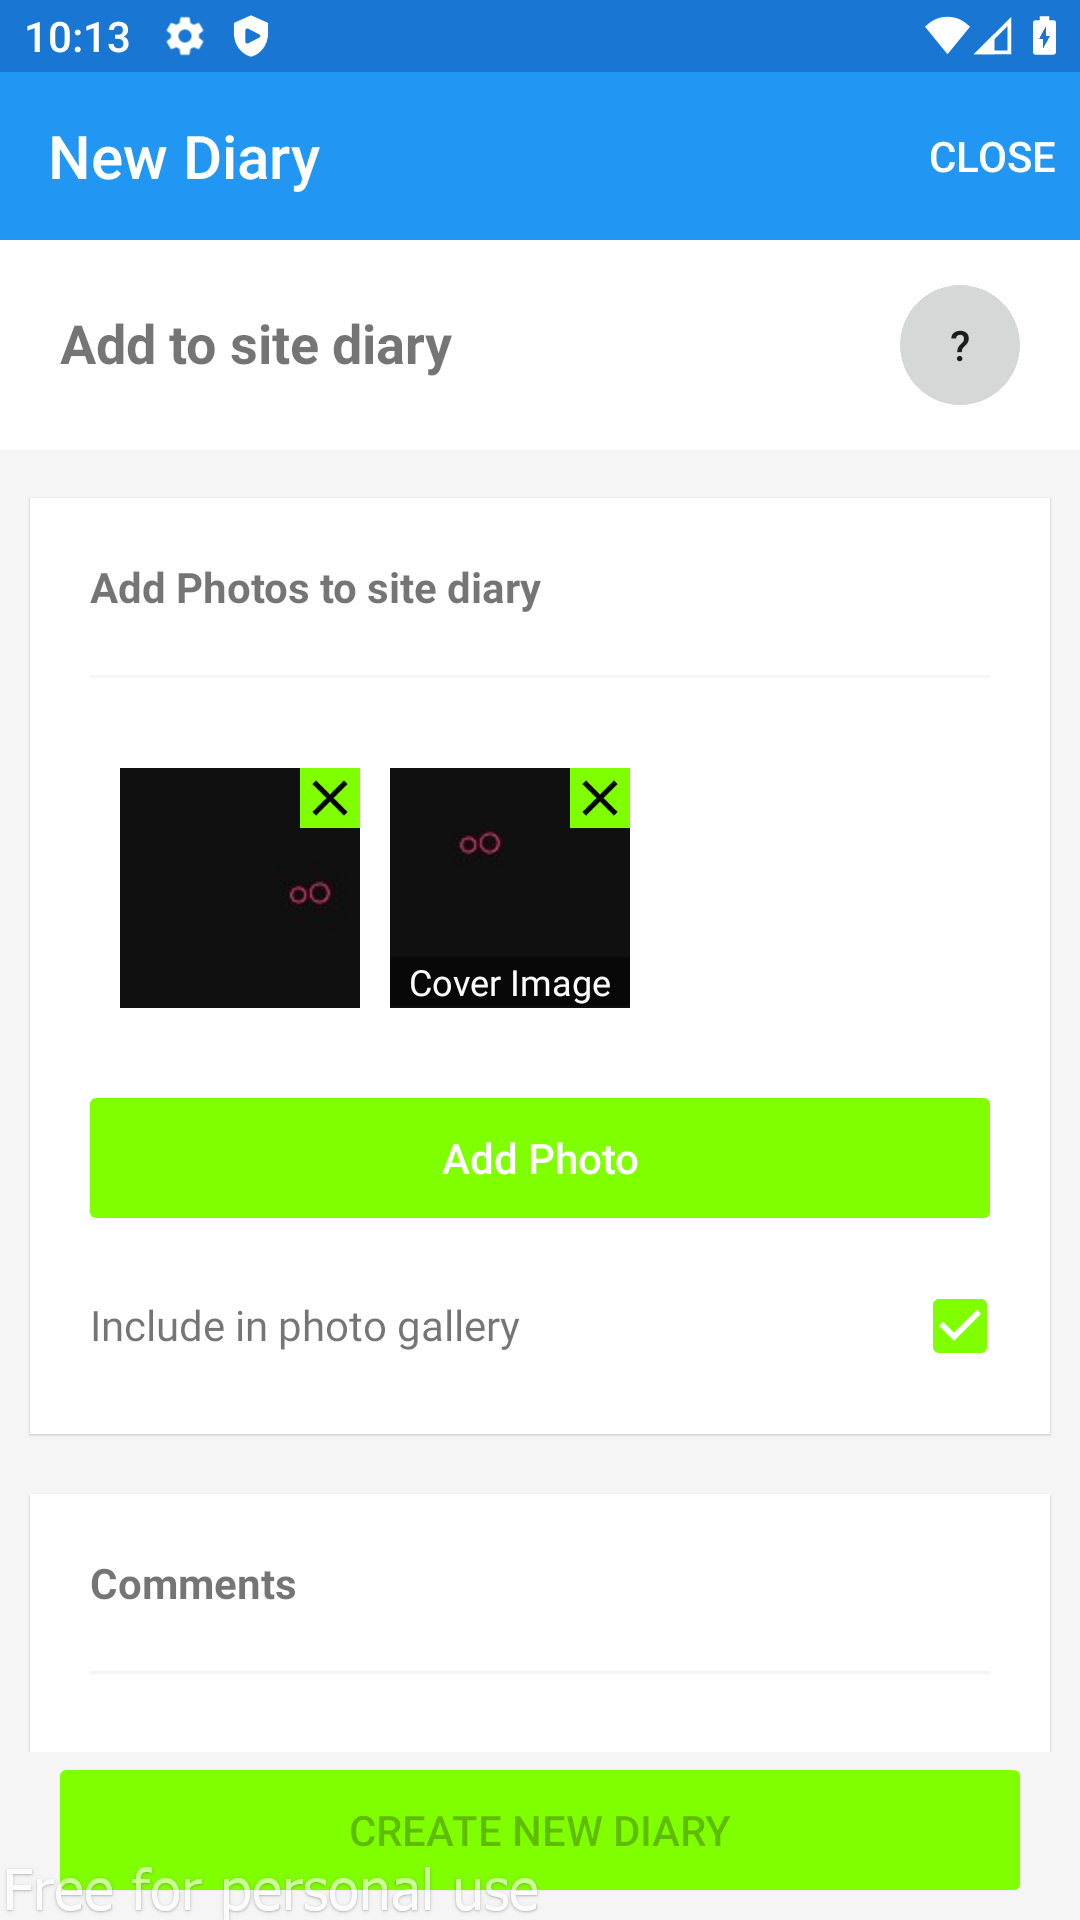 10:13
New Diary
CLOSE
Add to site diary
?
Add Photos to site diary
Cover Image
Add Photo
Include in photo gallery
Comments
CREATE NEW DIARY
Free for personal use